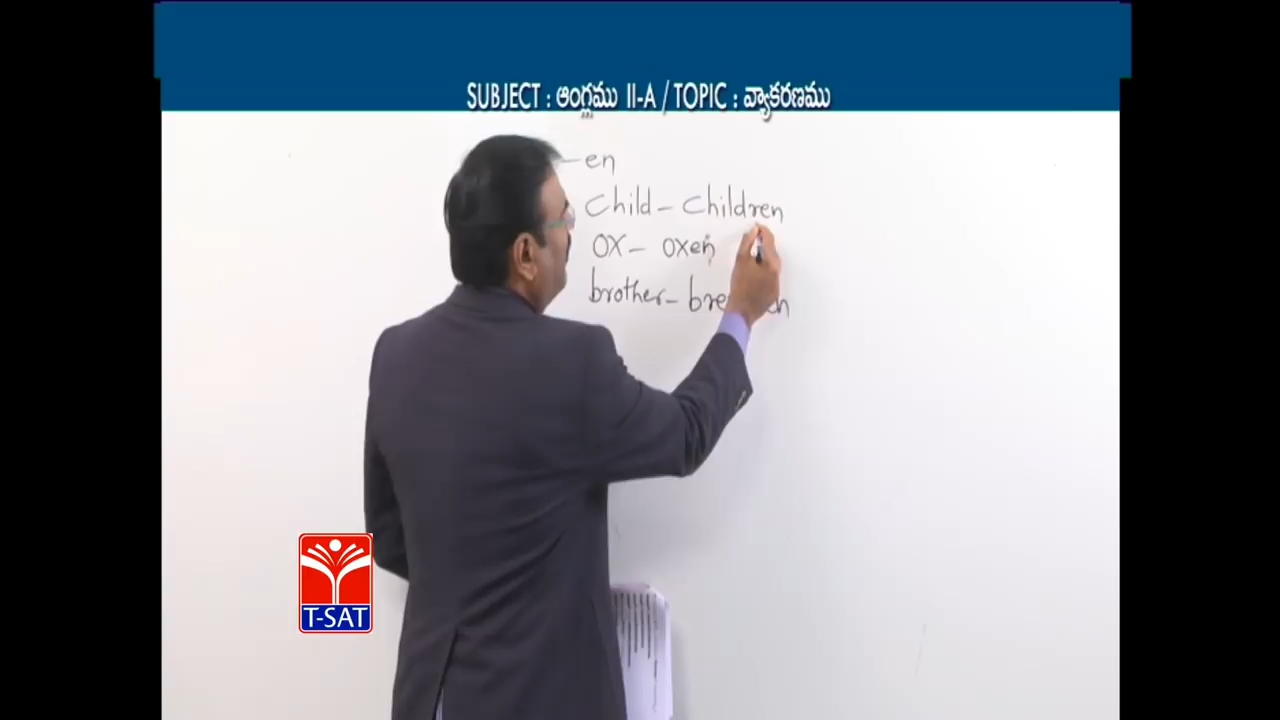 SUBJECT : ఆంగ్లము II-A / TOPIC : వ్యాకరణము
– en
Child – Children
ox – oxen
brother –
T-SAT